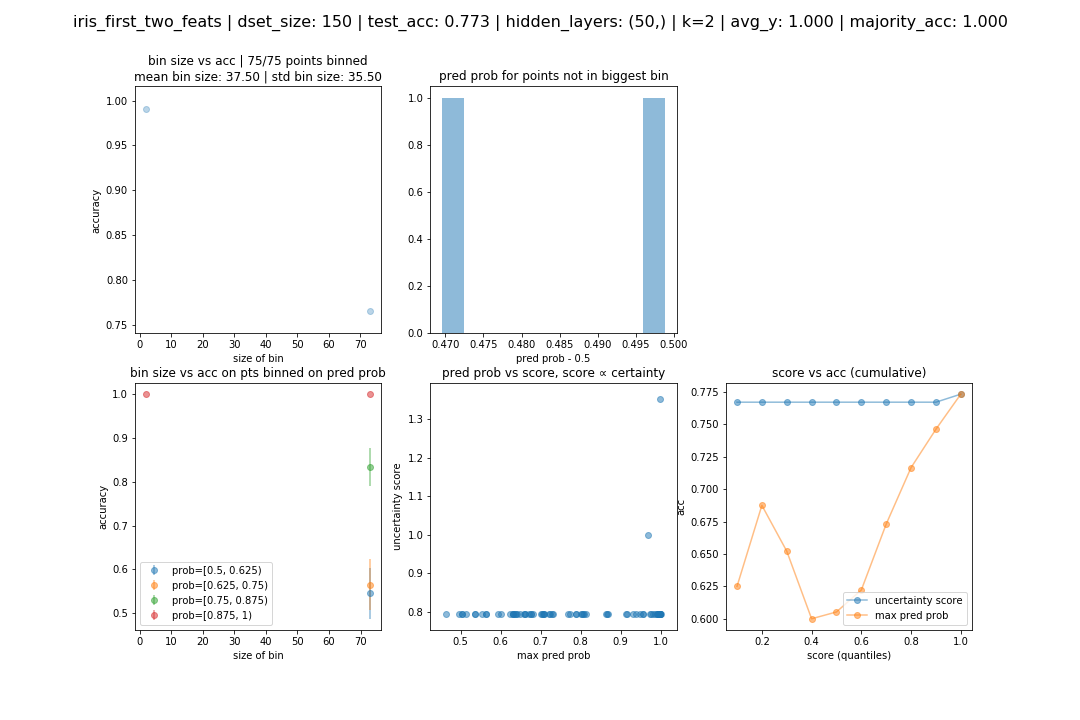 iris_first_two_feats | dset_size: 150 | test_acc: 0.773 | hidden_layers: (50,) | k=2 | avg_y: 1.000 | majority_acc: 1.000
bin size vs acc | 75/75 points binned
mean bin size: 37.50 | std bin size: 35.50
1.00
0.95
0.90
0.85
0.80
0.75
accuracy
0 10 20 30 40 50 60 70
size of bin
pred prob for points not in biggest bin
1.0
0.8
0.6
0.4
0.2
0.0
0.470 0.475 0.480 0.485 0.490 0.495 0.500
pred prob - 0.5
bin size vs acc on pts binned on pred prob
1.0
0.9
0.8
0.7
0.6
0.5
accuracy
prob=[0.5, 0.625)
prob=[0.625, 0.75)
prob=[0.75, 0.875)
prob=[0.875, 1)
0 10 20 30 40 50 60 70
size of bin
pred prob vs score, score ∝ certainty
1.3
1.2
1.1
1.0
0.9
0.8
uncertainty score
0.5 0.6 0.7 0.8 0.9 1.0
max pred prob
score vs acc (cumulative)
0.775
0.750
0.725
0.700
0.675
0.650
0.625
0.600
acc
uncertainty score
max pred prob
0.2 0.4 0.6 0.8 1.0
score (quantiles)